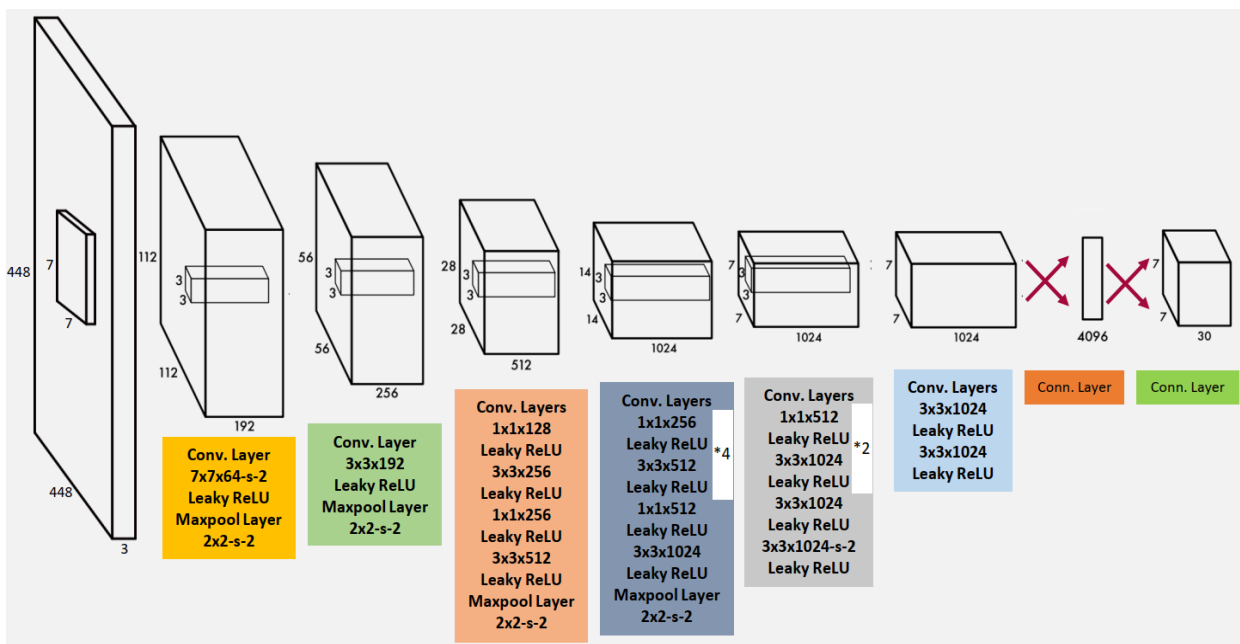 448
7
7
448
3
112
3
3
112
192
56
3
3
56
256
28
3
3
28
512
14
3
3
14
1024
7
3
3
7
1024
7
7
1024
4096
7
7
30
Conv. Layer
7x7x64-s-2
Leaky ReLU
Maxpool Layer
2x2-s-2
Conv. Layer
3x3x192
Leaky ReLU
Maxpool Layer
2x2-s-2
Conv. Layers
1x1x128
Leaky ReLU
3x3x256
Leaky ReLU
1x1x256
Leaky ReLU
3x3x512
Leaky ReLU
Maxpool Layer
2x2-s-2
Conv. Layers
1x1x256
Leaky ReLU
3x3x512
Leaky ReLU
*4
1x1x512
Leaky ReLU
3x3x1024
Leaky ReLU
Maxpool Layer
2x2-s-2
Conv. Layers
1x1x512
Leaky ReLU
3x3x1024
Leaky ReLU
*2
3x3x1024
Leaky ReLU
3x3x1024-s-2
Leaky ReLU
Conv. Layers
3x3x1024
Leaky ReLU
3x3x1024
Leaky ReLU
Conn. Layer
Conn. Layer